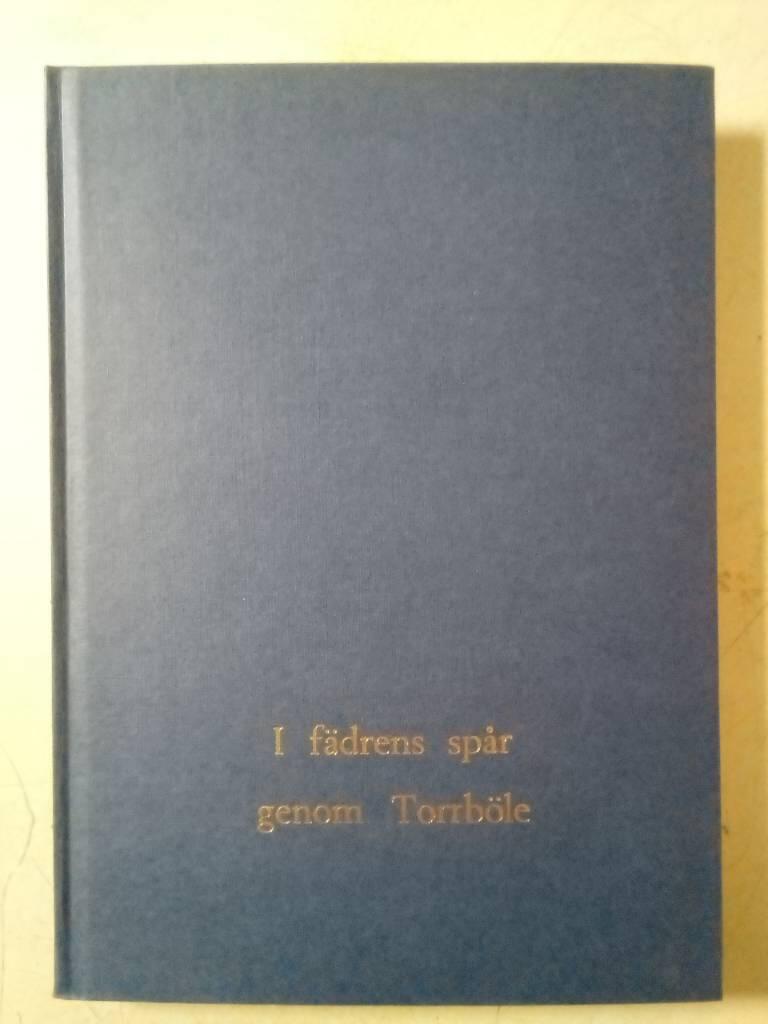 I fädrens spår
genom Torrböle